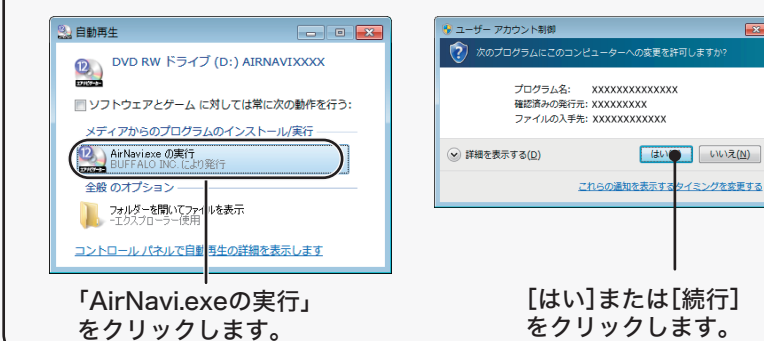 自動再生
DVD RW ドライブ (D:) AIRNAVIXXXX
ソフトウェアとゲーム に対しては常に次の動作を行う:
メディアからのプログラムのインストール/実行
AirNavi.exe の実行
BUFFALO INC. により発行
全般 のオプション
フォルダーを開いてファイルを表示
-エクスプローラー使用
コントロール パネルで自動再生の詳細を表示します
「AirNavi.exeの実行」
をクリックします。
ユーザー アカウント制御
次のプログラムにこのコンピューターへの変更を許可しますか?
プログラム名: XXXXXXXXXXXXXX
確認済みの発行元: XXXXXXXXX
ファイルの入手先: XXXXXXXXXXXX
詳細を表示する(D)
はい
いいえ(N)
これらの通知を表示するタイミングを変更する
[はい]または[続行]
をクリックします。